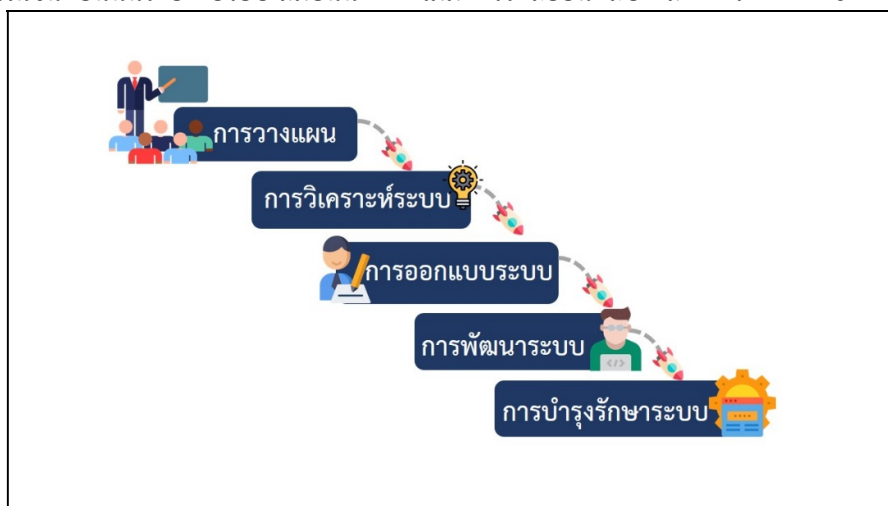 การวางแผน
การวิเคราะห์ระบบ
การออกแบบระบบ
การพัฒนาระบบ
</>
การบำรุงรักษาระบบ